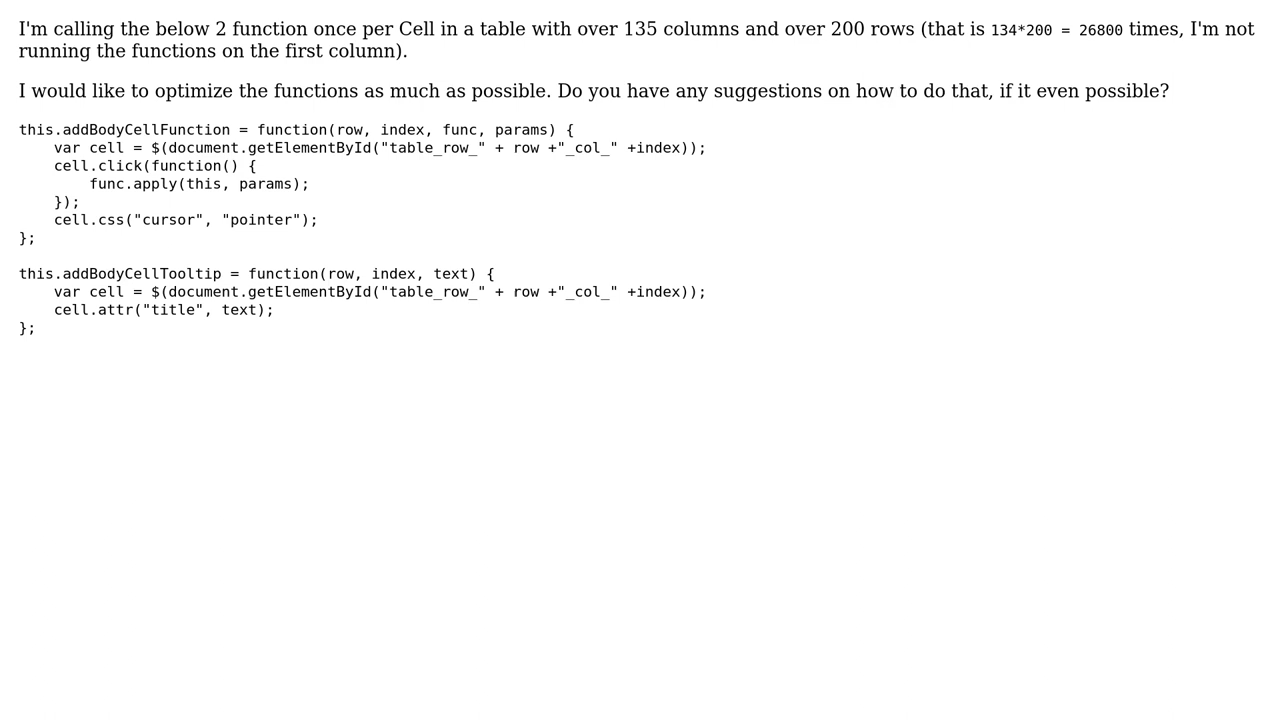 I'm calling the below 2 function once per Cell in a table with over 135 columns and over 200 rows (that is 134*200 = 26800 times, I'm not
running the functions on the first column).
I would like to optimize the functions as much as possible. Do you have any suggestions on how to do that, if it even possible?
this.addBodyCellFunction = function(row, index, func, params) {
    var cell = $(document.getElementById("table_row_" + row +"_col_" +index));
    cell.click(function() {
        func.apply(this, params);
    });
    cell.css("cursor", "pointer");
};
this.addBodyCellTooltip = function(row, index, text) {
    var cell = $(document.getElementById("table_row_" + row +"_col_" +index));
    cell.attr("title", text);
};